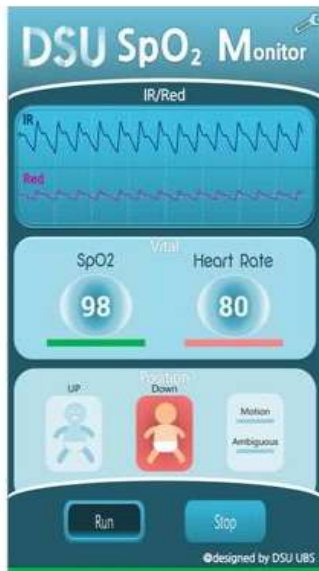 DSU SpO₂ Monitor
IR/Red
IR
Red
Vital
SpO2 Heart Rate
98 80
Position
UP Down
Motion
Ambiguous
Run Stop
@designed by DSU UBS